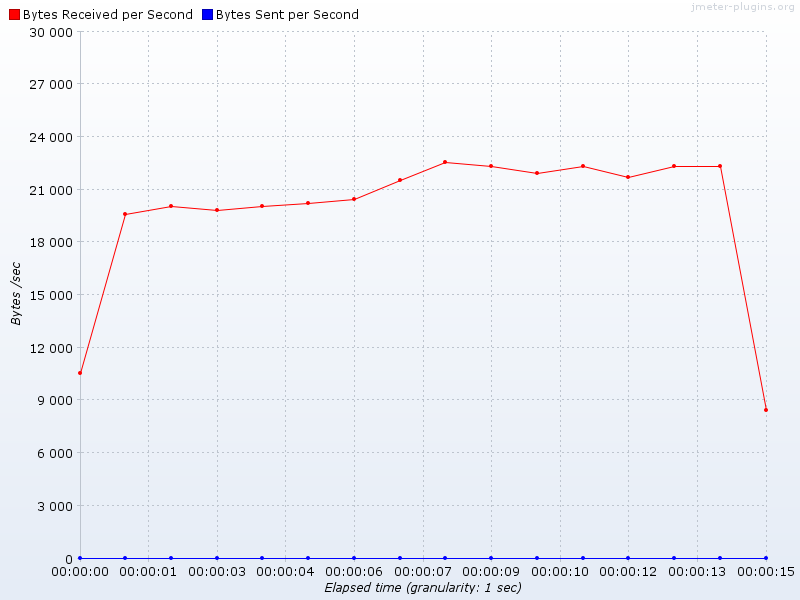 jmeter-plugins.org
Bytes Received per Second Bytes Sent per Second
30 000
27 000
24 000
21 000
18 000
15 000
12 000
9 000
6 000
3 000
0
Bytes /sec
00:00:00 00:00:01 00:00:03 00:00:04 00:00:06 00:00:07 00:00:09 00:00:10 00:00:12 00:00:13 00:00:15
Elapsed time (granularity: 1 sec)